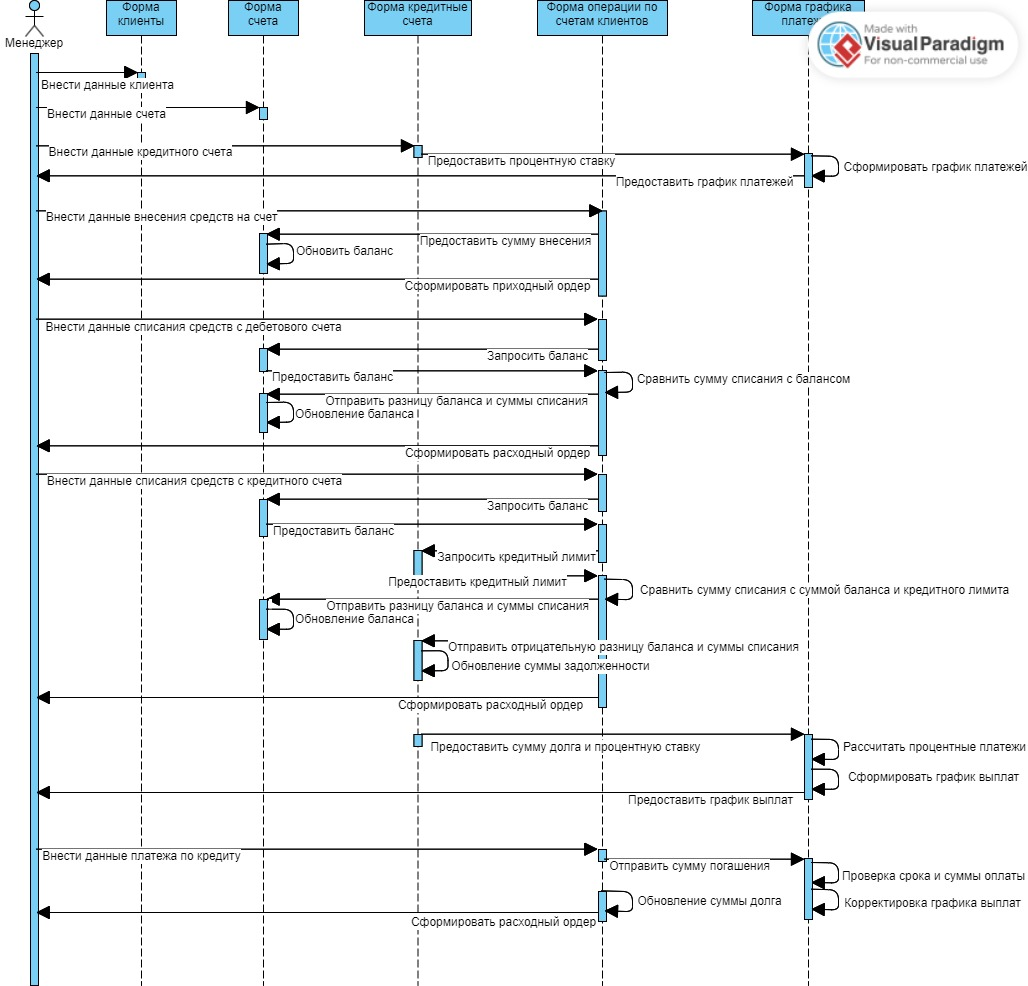 Форма
клиенты
Форма
счета
Форма кредитные
счета
Форма операции по
счетам клиентов
Форма графика
Менеджер
Made with
VisualParadigm
For non-commercial use
Внести данные клиента
Внести данные счета
Внести данные кредитного счета
Предоставить процентную ставку
Сформировать график платежей
Предоставить график платежей
Внести данные внесения средств на счет
Предоставить сумму внесения
Обновить баланс
Сформировать приходный ордер
Внести данные списания средств с дебетового счета
Запросить баланс
Предоставить баланс
Сравнить сумму списания с балансом
Отправить разницу баланса и суммы списания
Обновление баланса
Сформировать расходный ордер
Внести данные списания средств с кредитного счета
Запросить баланс
Предоставить баланс
Запросить кредитный лимит
Предоставить кредитный лимит
Сравнить сумму списания с суммой баланса и кредитного лимита
Отправить разницу баланса и суммы списания
Обновление баланса
Отправить отрицательную разницу баланса и суммы списания
Обновление суммы задолженности
Сформировать расходный ордер
Предоставить сумму долга и процентную ставку
Рассчитать процентные платежи
Сформировать график выплат
Предоставить график выплат
Внести данные платежа по кредиту
Отправить сумму погашения
Проверка срока и суммы оплаты
Обновление суммы долга
Корректировка графика выплат
Сформировать расходный ордер